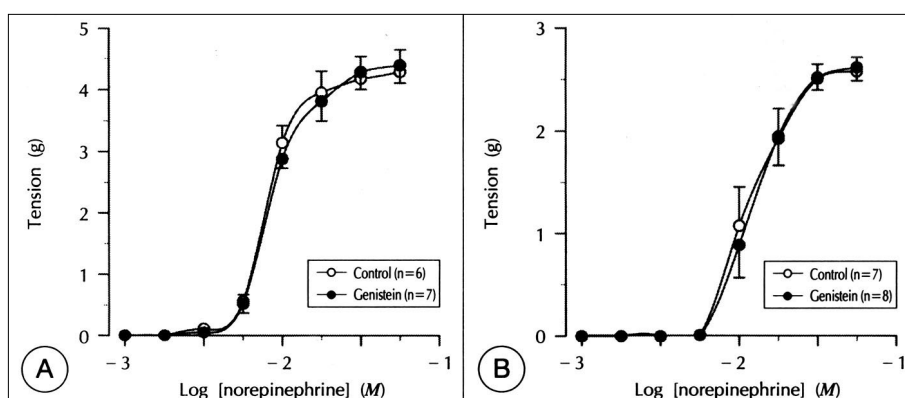 5
4
3
2
1
0
Tension (g)
Control (n=6)
Genistein (n=7)
−3
−2
−1
Log [norepinephrine] (M)
A
3
2
1
0
Tension (g)
Control (n=7)
Genistein (n=8)
−3
−2
−1
Log [norepinephrine] (M)
B